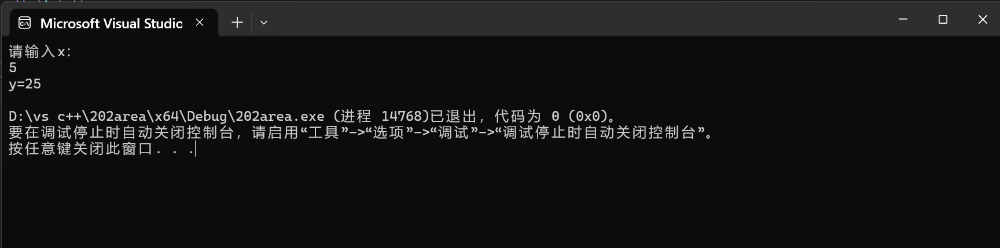 Microsoft Visual Studio
请输入x:
5
y=25
D:\vs c++\202area\x64\Debug\202area.exe (进程 14768)已退出，代码为 0 (0x0)。
要在调试停止时自动关闭控制台，请启用“工具”->“选项”->“调试”->“调试停止时自动关闭控制台”。
按任意键关闭此窗口. . .